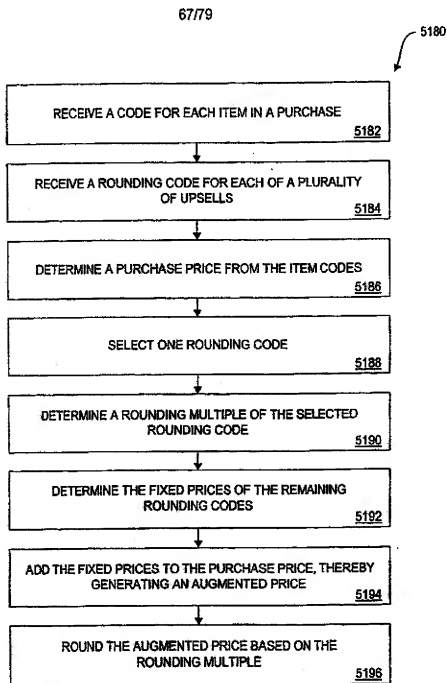 67/79
5180
RECEIVE A CODE FOR EACH ITEM IN A PURCHASE
5182
RECEIVE A ROUNDING CODE FOR EACH OF A PLURALITY
OF UPSELLS
5184
DETERMINE A PURCHASE PRICE FROM THE ITEM CODES
5186
SELECT ONE ROUNDING CODE
5188
DETERMINE A ROUNDING MULTIPLE OF THE SELECTED
ROUNDING CODE
5190
DETERMINE THE FIXED PRICES OF THE REMAINING
ROUNDING CODES
5192
ADD THE FIXED PRICES TO THE PURCHASE PRICE, THEREBY
GENERATING AN AUGMENTED PRICE
5194
ROUND THE AUGMENTED PRICE BASED ON THE
ROUNDING MULTIPLE
5196